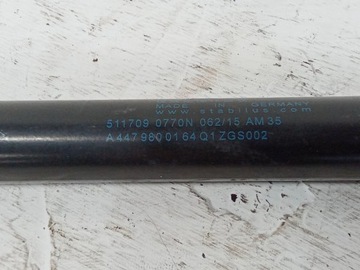 MADE IN GERMANY
www.stabilus.com
511709 0770N 062/15 AM35
A447 980 01 64 Q1 ZGS002